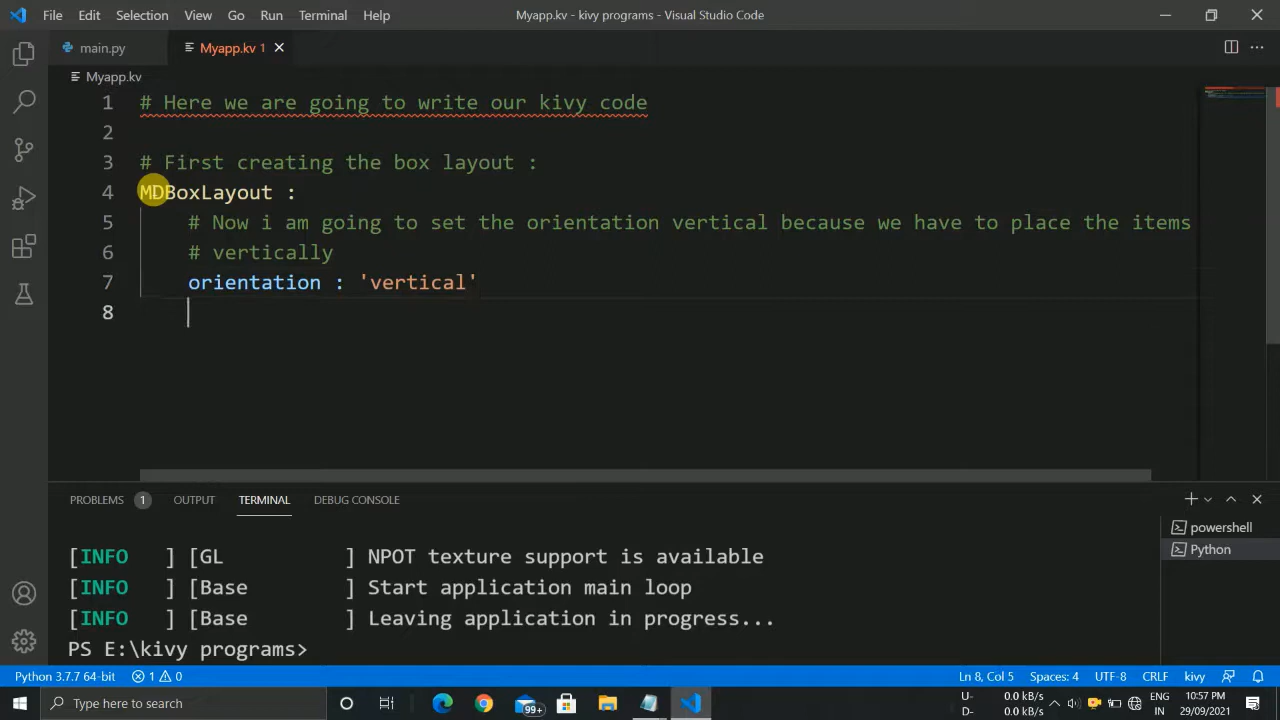 File Edit Selection View Go Run Terminal Help Myapp.kv - kivy programs - Visual Studio Code
main.py Myapp.kv 1
Myapp.kv
1 # Here we are going to write our kivy code
2
3 # First creating the box layout :
4 MDBoxLayout :
5 # Now i am going to set the orientation vertical because we have to place the items
6 # vertically
7 orientation : 'vertical'
8
PROBLEMS 1 OUTPUT TERMINAL DEBUG CONSOLE
powershell
Python
[INFO ] [GL ] NPOT texture support is available
[INFO ] [Base ] Start application main loop
[INFO ] [Base ] Leaving application in progress...
PS E:\kivy programs>
Python 3.7.7 64-bit 1 0 Ln 8, Col 5 Spaces: 4 UTF-8 CRLF kivy
Type here to search 99+ U- 0.0 kB/s ENG 10:57 PM
D- 0.0 kB/s IN 29/09/2021